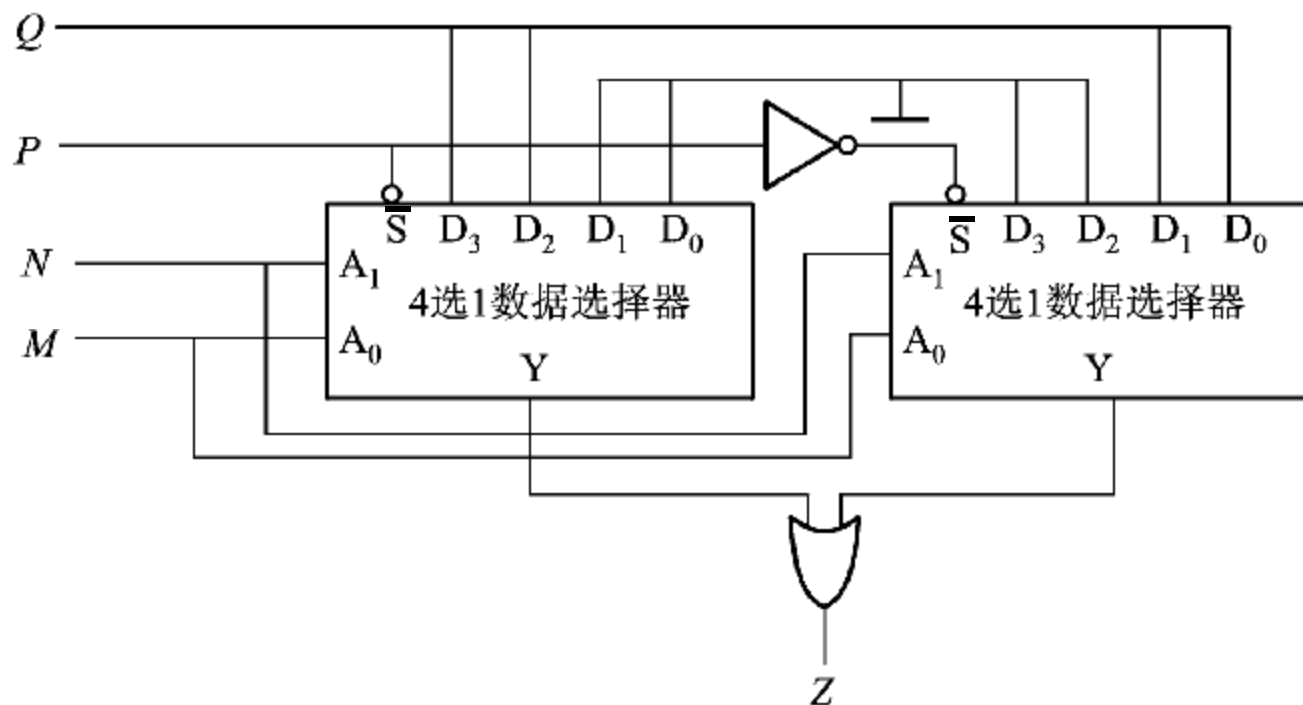 Q
P
S̅ D₃ D₂ D₁ D₀
S̅ D₃ D₂ D₁ D₀
N
A₁
A₁
4选1数据选择器
4选1数据选择器
M
A₀
A₀
Y
Y
Z